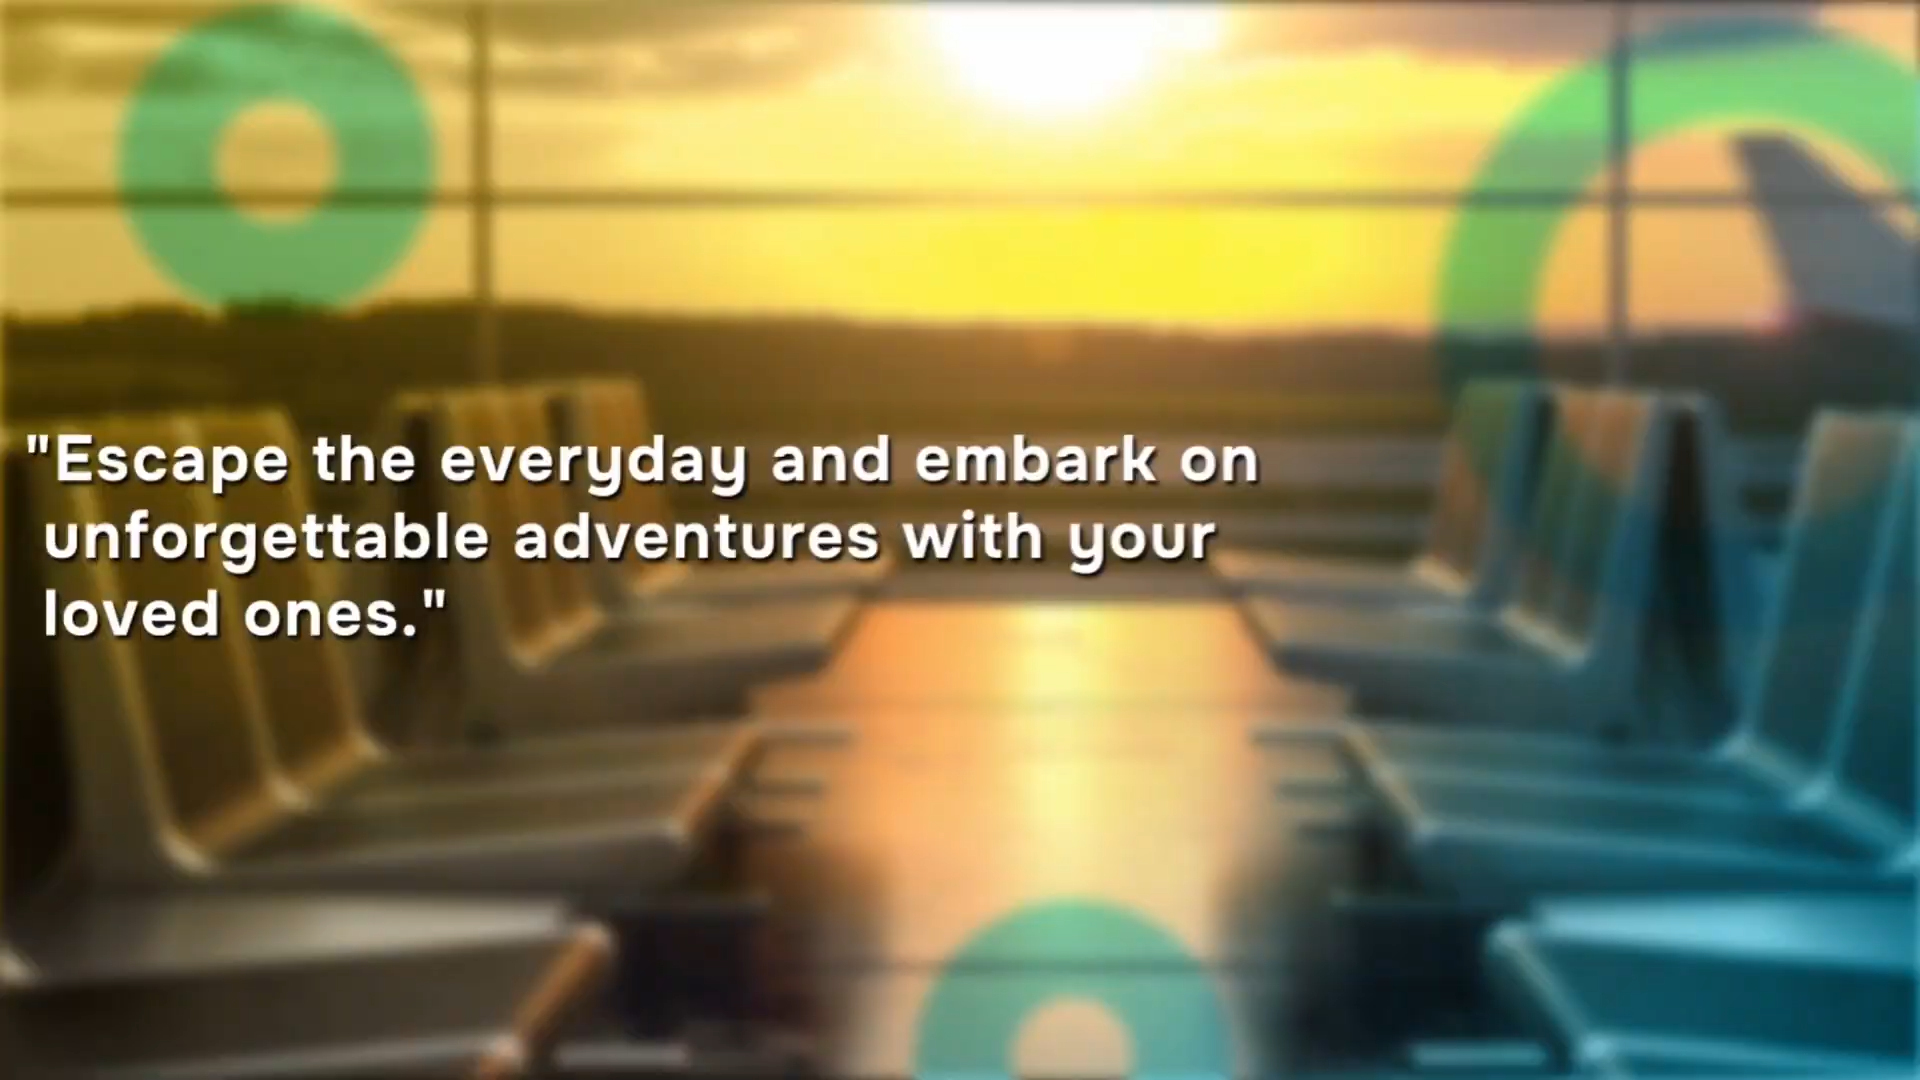 "Escape the everyday and embark on
unforgettable adventures with your
loved ones."